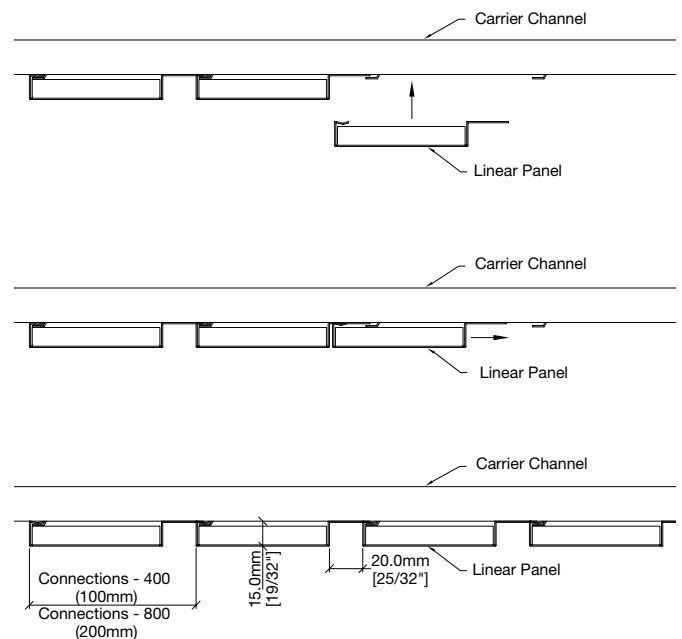 Carrier Channel
Linear Panel
Carrier Channel
Linear Panel
Carrier Channel
Connections - 400
(100mm)
Connections - 800
(200mm)
15.0mm
[19/32"]
20.0mm
[25/32"]
Linear Panel